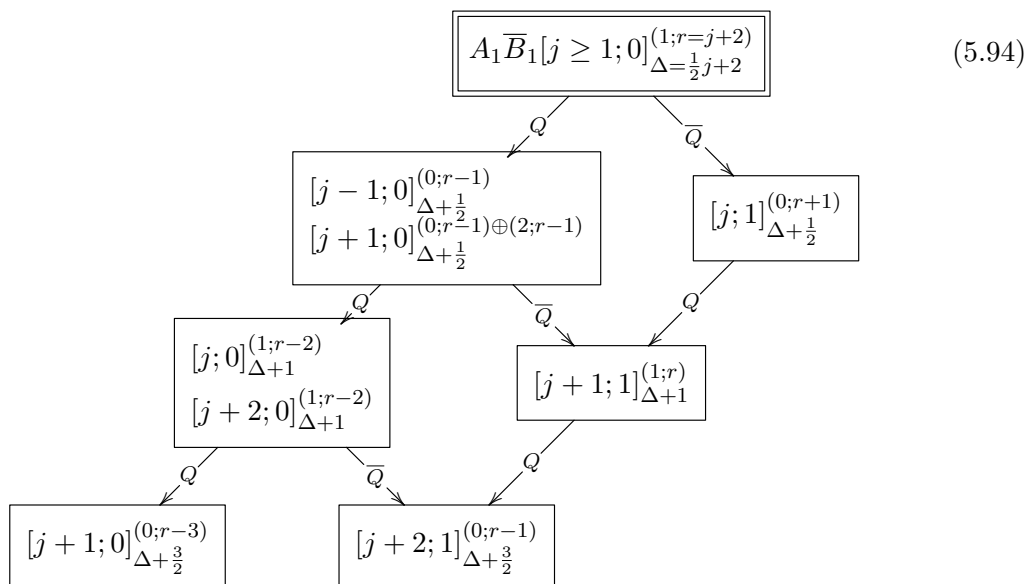 $A_1\overline{B}_1[j \geq 1;0]^{(1;r=j+2)}_{\Delta=\frac{1}{2}j+2}$ (5.94)
$Q$ $\overline{Q}$
$[j-1;0]^{(0;r-1)}_{\Delta+\frac{1}{2}}$
$[j+1;0]^{(0;r-1)\oplus(2;r-1)}_{\Delta+\frac{1}{2}}$
$[j;1]^{(0;r+1)}_{\Delta+\frac{1}{2}}$
$Q$ $\overline{Q}$ $Q$
$[j;0]^{(1;r-2)}_{\Delta+1}$
$[j+2;0]^{(1;r-2)}_{\Delta+1}$
$[j+1;1]^{(1;r)}_{\Delta+1}$
$Q$ $\overline{Q}$ $Q$
$[j+1;0]^{(0;r-3)}_{\Delta+\frac{3}{2}}$ $[j+2;1]^{(0;r-1)}_{\Delta+\frac{3}{2}}$